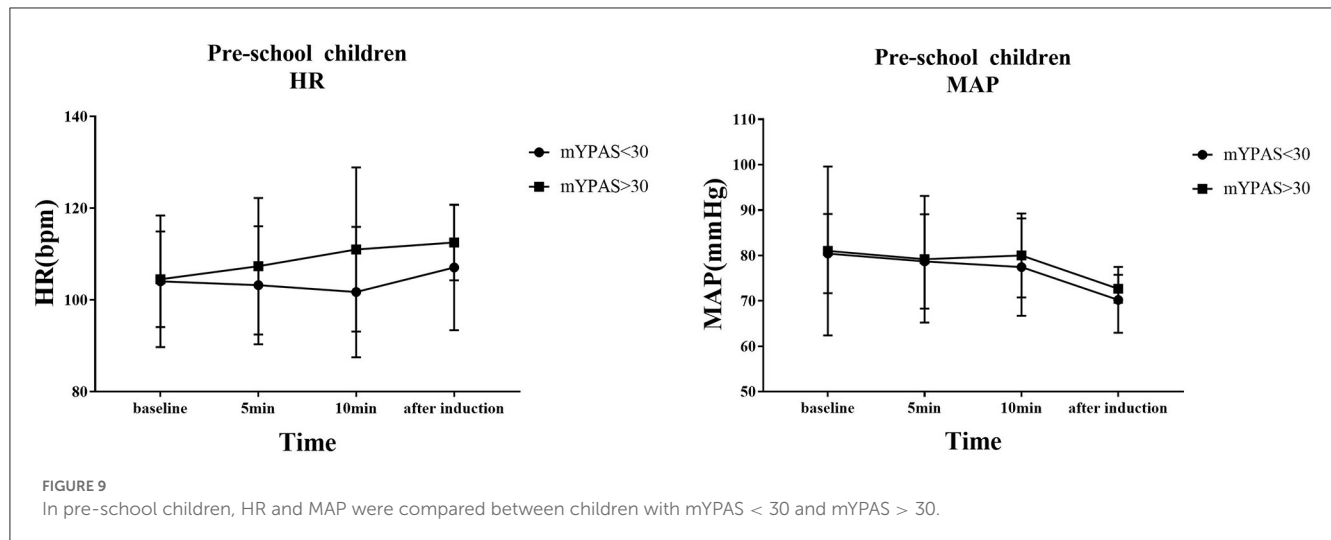 Pre-school children
HR
140
120
100
80
HR(bpm)
baseline
5min
10min
after induction
Time
mYPAS<30
mYPAS>30
Pre-school children
MAP
110
100
90
80
70
60
50
MAP(mmHg)
baseline
5min
10min
after induction
Time
mYPAS<30
mYPAS>30
FIGURE 9
In pre-school children, HR and MAP were compared between children with mYPAS < 30 and mYPAS > 30.